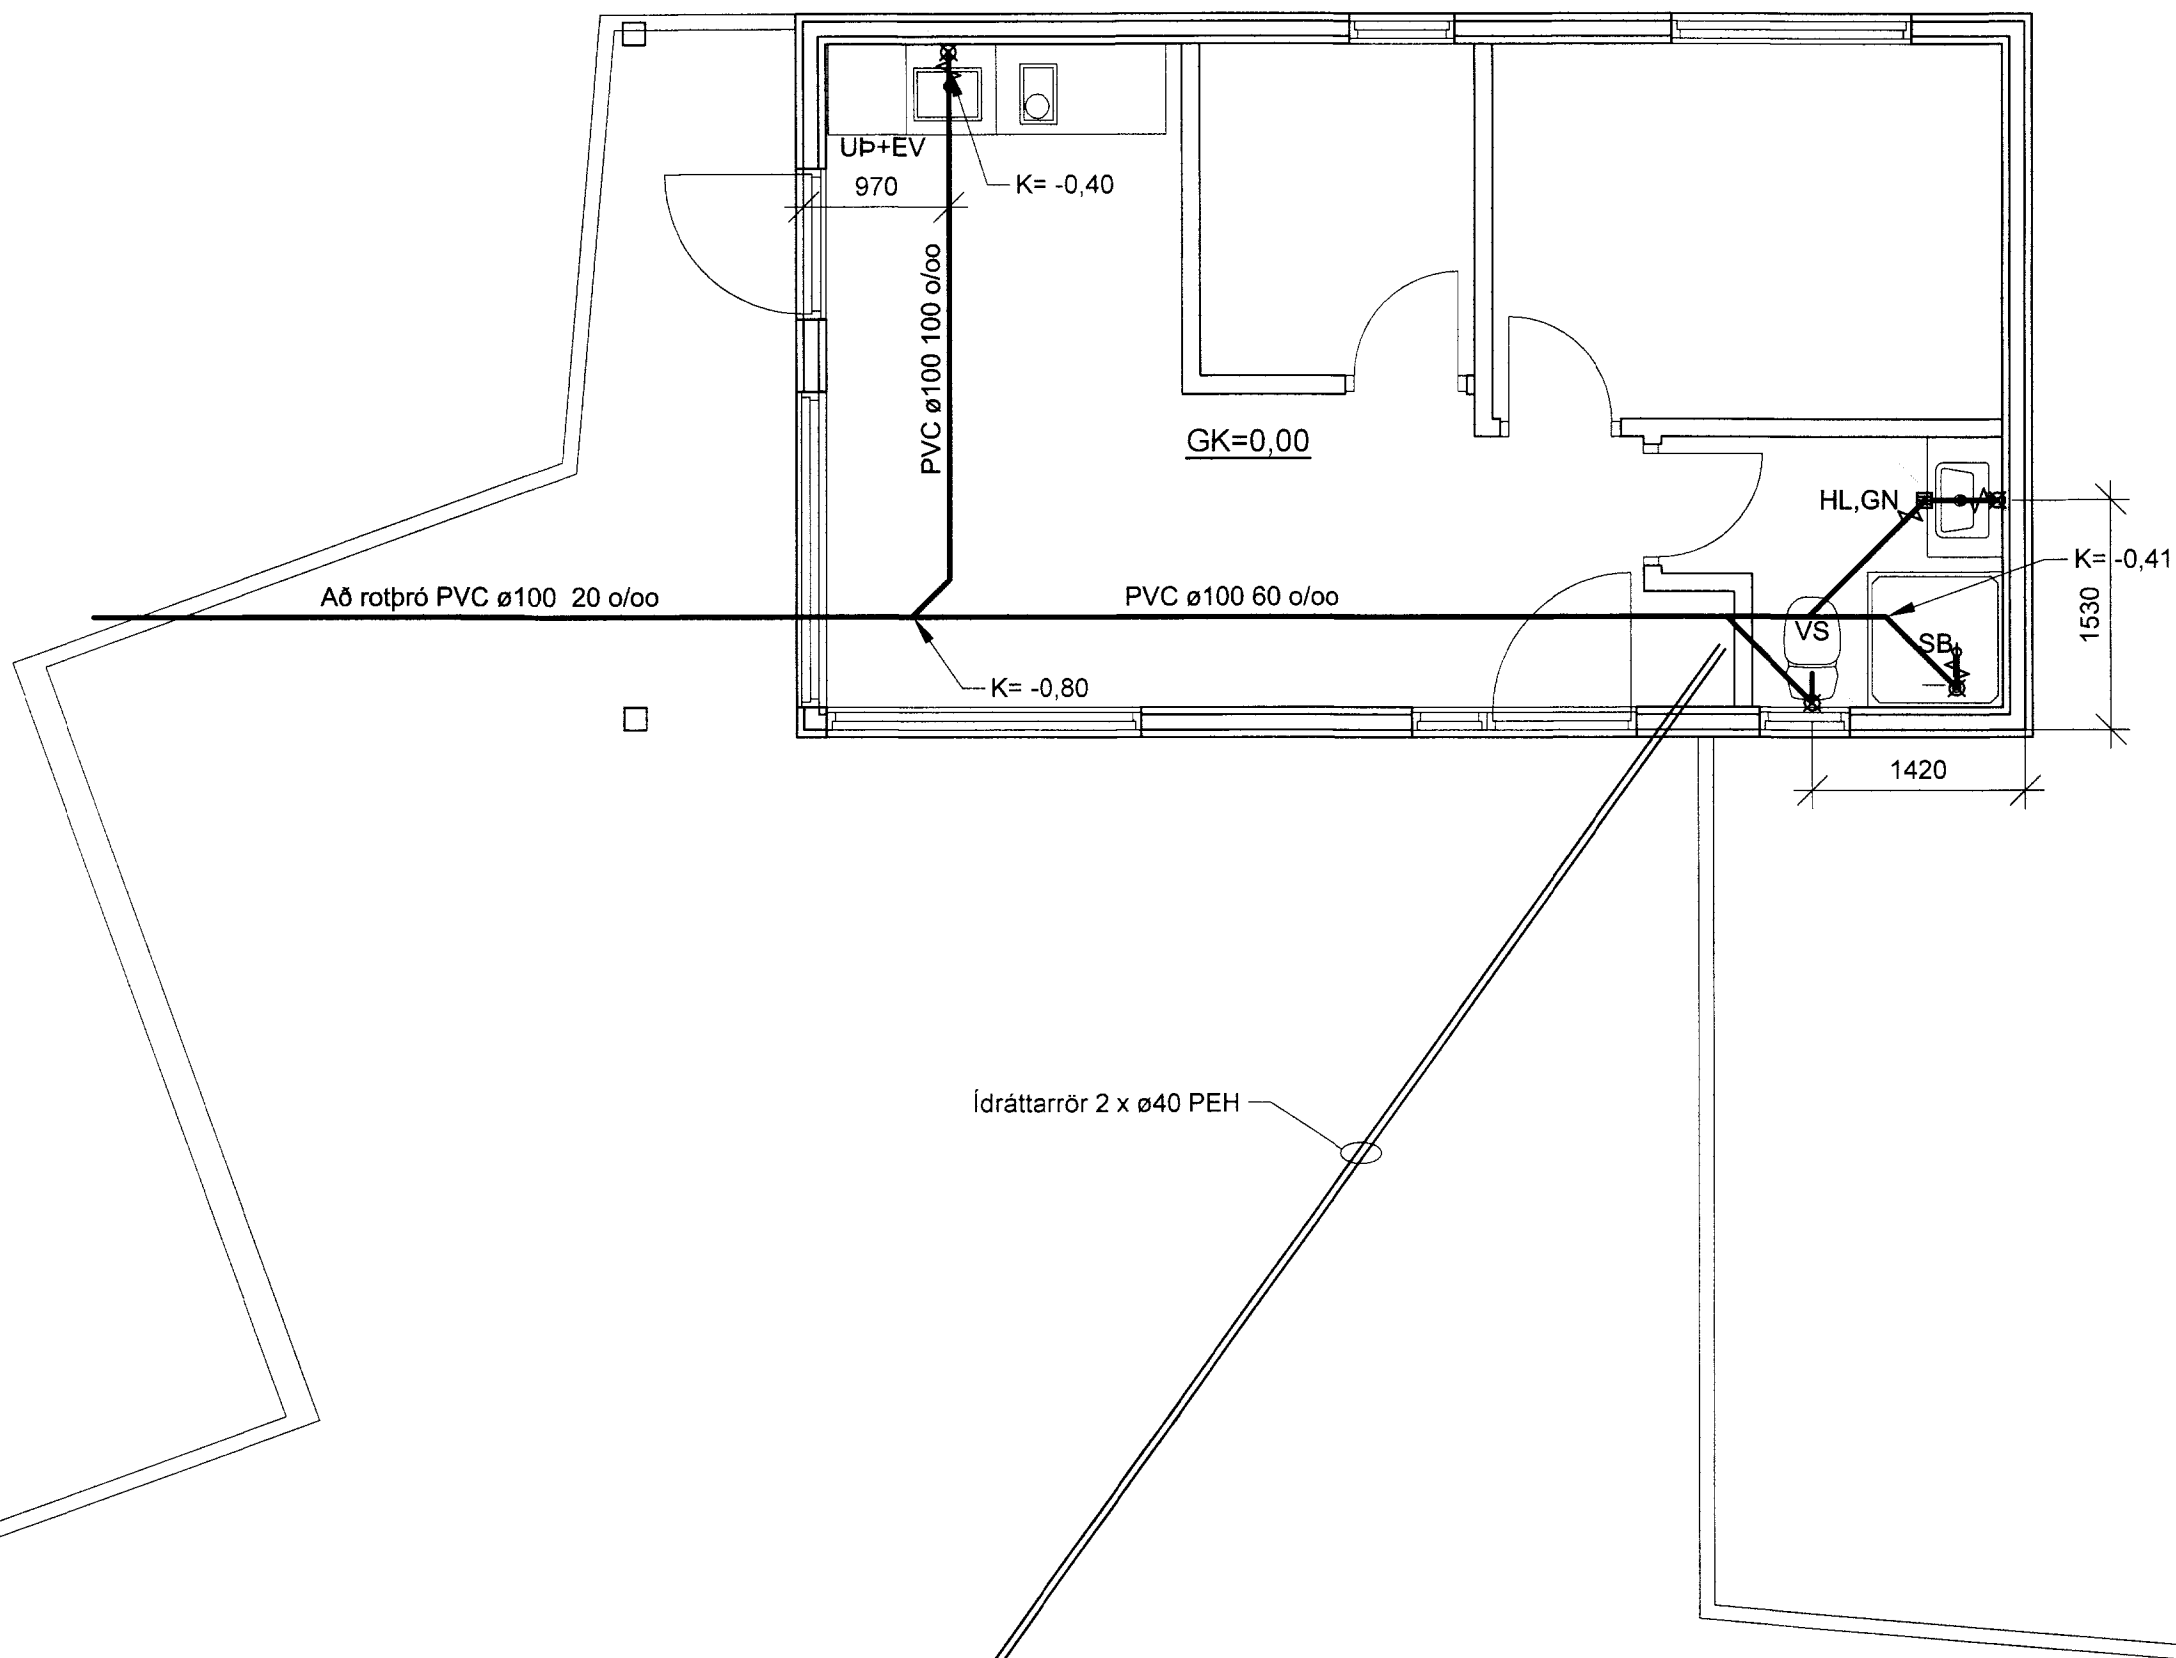 UÞ+EV
970
K= -0,40
PVC ø100 100 o/oo
GK=0,00
HL,GN
K= -0,41
1530
Að rotþró PVC ø100  20 o/oo
PVC ø100 60 o/oo
VS
SB
K= -0,80
1420
Ídráttarrör 2 x ø40 PEH